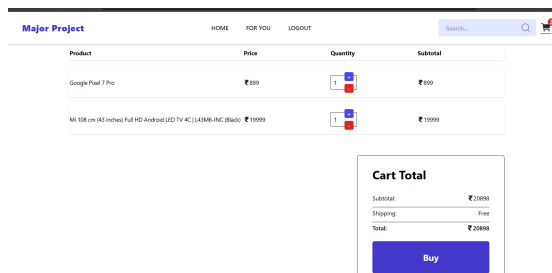 Major Project HOME FOR YOU LOGOUT Search...
Product Price Quantity Subtotal
Google Pixel 7 Pro ₹899 1 + ₹899
-
Mi 108 cm (43 inches) Full HD Android LED TV 4C | L43M6-INC (Black) ₹19999 1 + ₹19999
-
Cart Total
Subtotal: ₹20898
Shipping: Free
Total: ₹20898
Buy